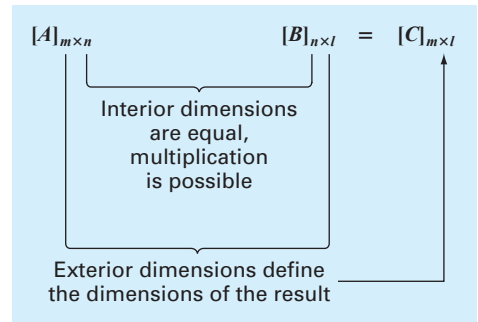 [A]m×n [B]n×l = [C]m×l
Interior dimensions
are equal,
multiplication
is possible
Exterior dimensions define
the dimensions of the result